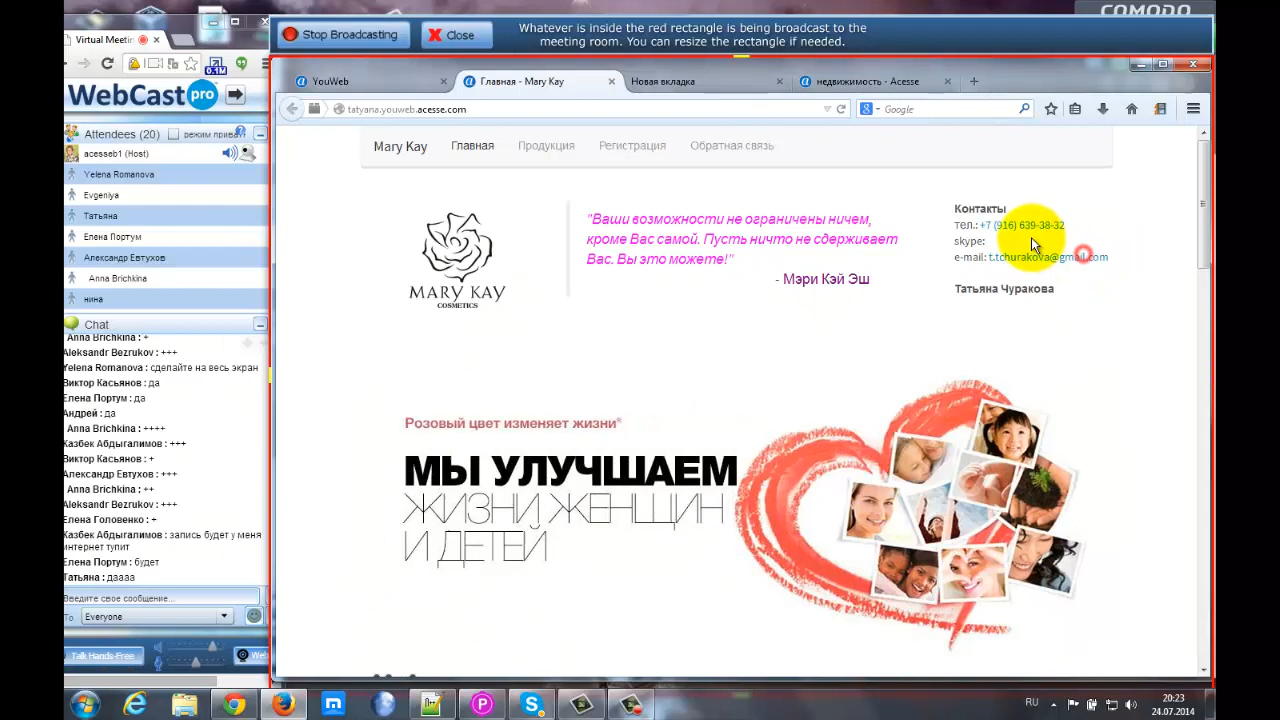 COMODO
Stop Broadcasting
Close
Whatever is inside the red rectangle is being broadcast to the
meeting room. You can resize the rectangle if needed.
Virtual Meeti
0.1M
WebCast pro
Attendees (20)
режим прива
acesseb1 (Host)
Yelena Romanova
Evgeniya
Татьяна
Елена Портум
Александр Евтухов
Anna Brichkina
нина
Chat
Anna Brichkina : +
Aleksandr Bezrukov : +++
Yelena Romanova : сделайте на весь экран
Виктор Касьянов : да
Елена Портум : да
Андрей : да
Anna Brichkina : ++++
Казбек Абдыгалимов : +++
Александр Евтухов : +++
Anna Brichkina : ++
Aleksandr Bezrukov : +++
Елена Головенко : +
Казбек Абдыгалимов : запись будет у меня
интернет тупит
Елена Портум : будет
Татьяна : даааа
Введите свое сообщение...
To
Everyone
Talk Hands-Free
Web
YouWeb
Главная - Mary Kay
Новая вкладка
недвижимость - Acesse
tatyana.youweb.acesse.com
Google
Mary Kay
Главная
Продукция
Регистрация
Обратная связь
MARY KAY
COSMETICS
"Ваши возможности не ограничены ничем,
кроме Вас самой. Пусть ничто не сдерживает
Вас. Вы это можете!"
- Мэри Кэй Эш
Контакты
тел.: +7 (916) 639-38-32
skype:
e-mail: t.tchurakova@gmail.com
Татьяна Чуракова
Розовый цвет изменяет жизни®
МЫ УЛУЧШАЕМ
ЖИЗНИ ЖЕНЩИН
И ДЕТЕЙ
RU
20:23
24.07.2014